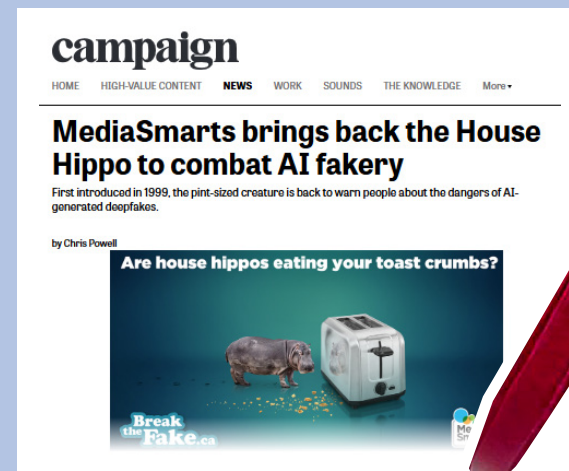 campaign
HOME HIGH-VALUE CONTENT NEWS WORK SOUNDS THE KNOWLEDGE More
MediaSmarts brings back the House
Hippo to combat AI fakery
First introduced in 1999, the pint-sized creature is back to warn people about the dangers of AI-
generated deepfakes.
by Chris Powell
Are house hippos eating your toast crumbs?
Break
the Fake.ca